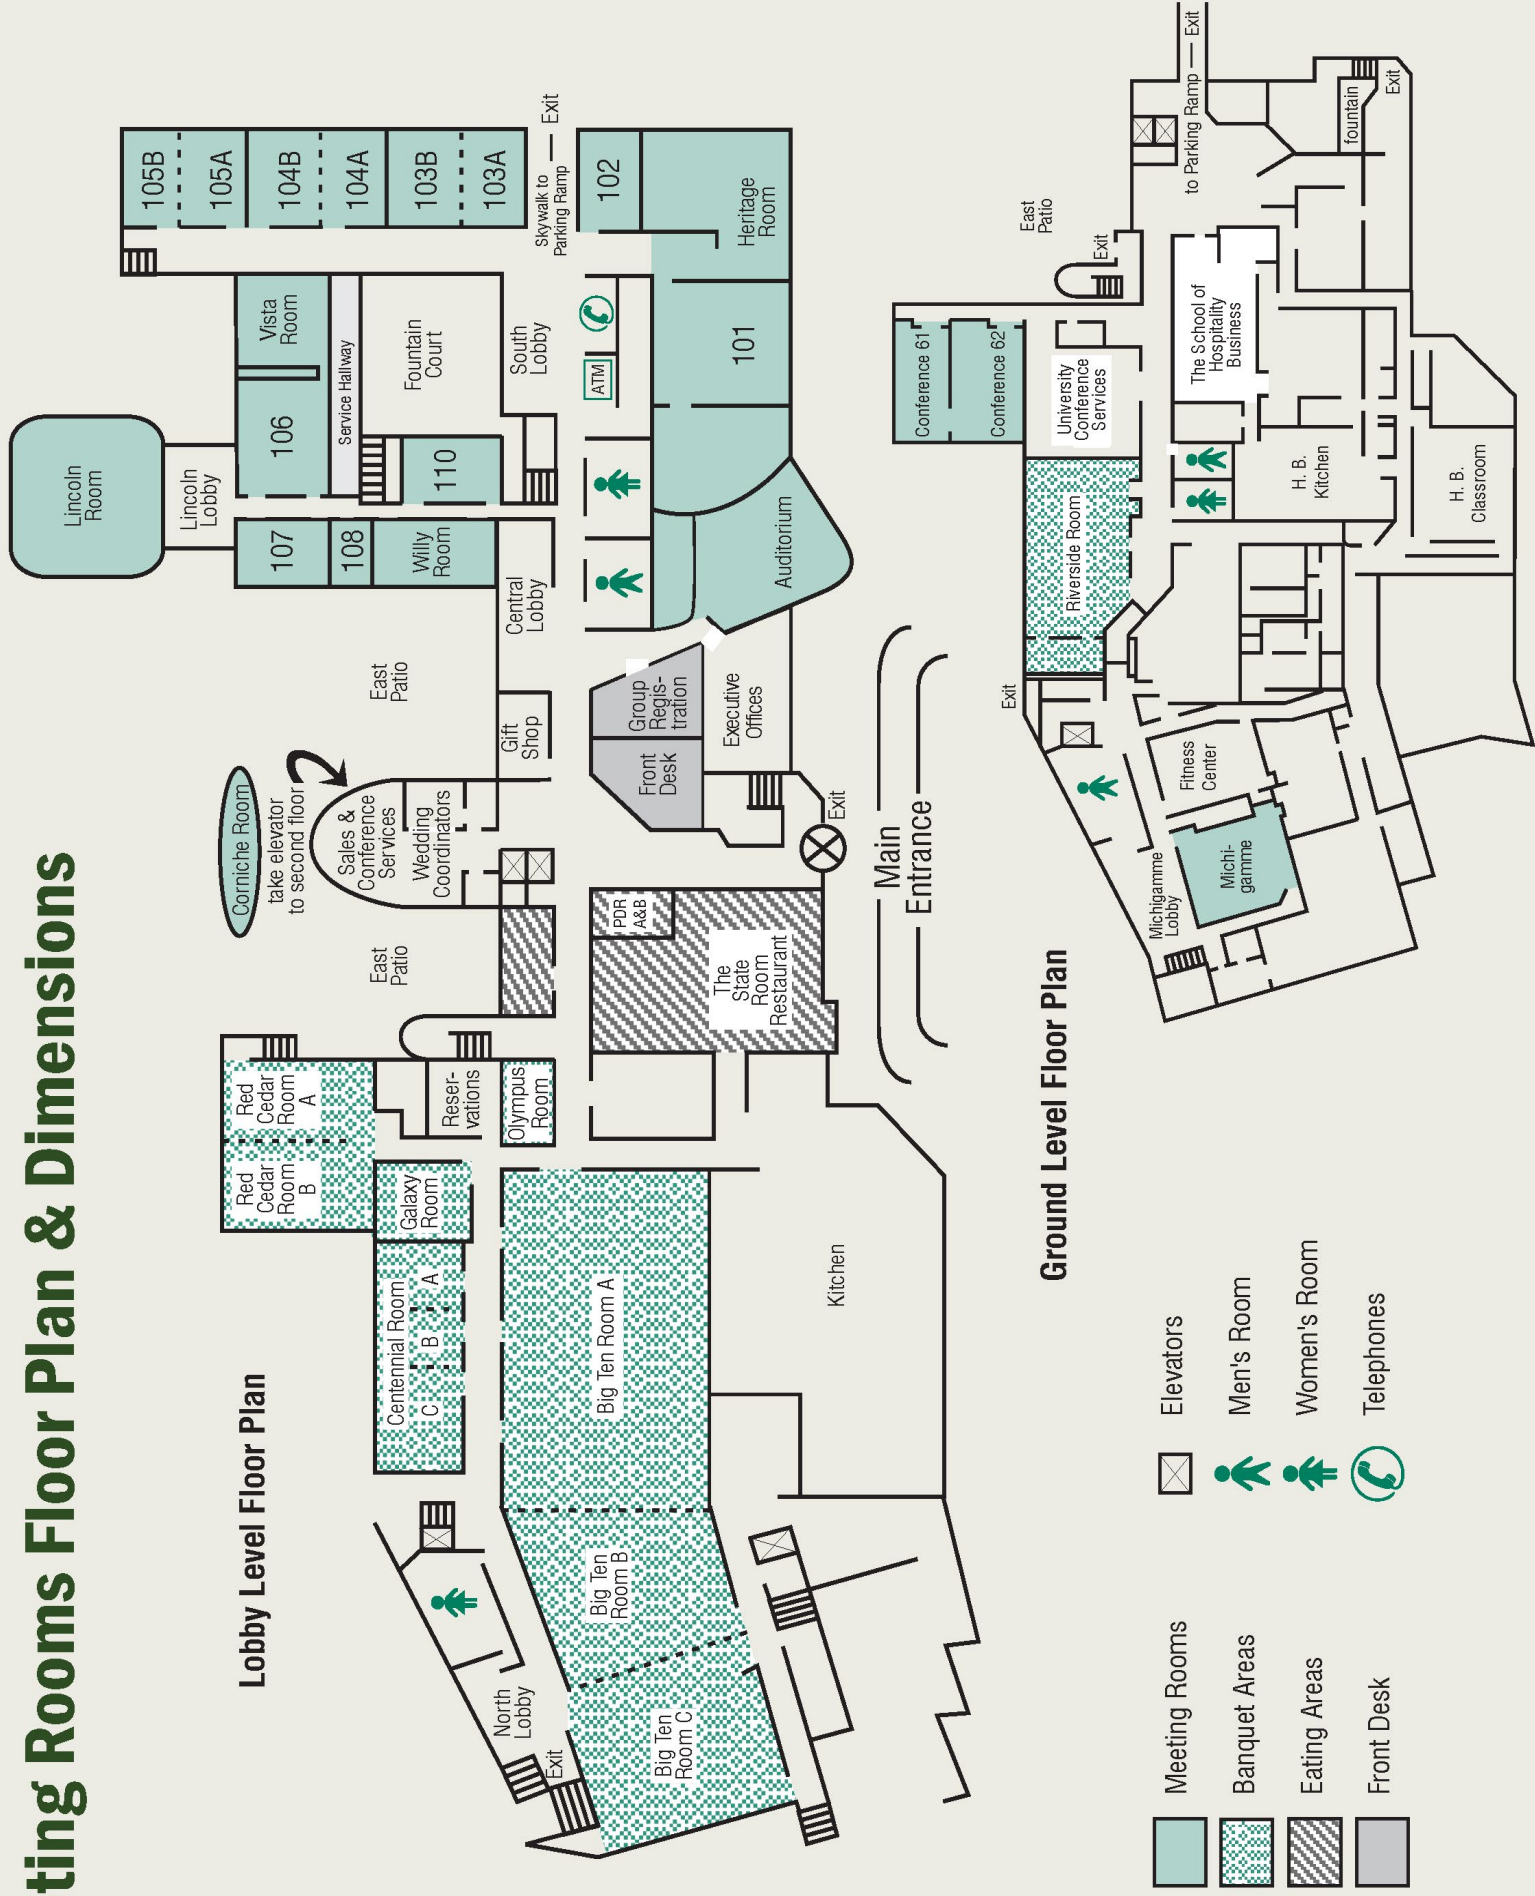 ting Rooms Floor Plan & Dimensions
Lobby Level Floor Plan
Lincoln
Room
Lincoln
Lobby
105B
105A
104B
104A
103B
103A
Skywalk to
Parking Ramp
Exit
102
Heritage
Room
101
Vista
Room
106
Service Hallway
Fountain
Court
110
South
Lobby
ATM
107
108
Willy
Room
Central
Lobby
Auditorium
East
Patio
Gift
Shop
Group
Regis-
tration
Front
Desk
Executive
Offices
Corniche Room
take elevator
to second floor
Sales &
Conference
Services
Wedding
Coordinators
Exit
Main
Entrance
East
Patio
PDR
A&B
The
State
Room
Restaurant
Red
Cedar
Room
A
Red
Cedar
Room
B
Reser-
vations
Olympus
Room
Galaxy
Room
Centennial Room
C
B
A
Big Ten Room A
Big Ten
Room B
Big Ten
Room C
Kitchen
North
Lobby
Exit
Ground Level Floor Plan
Conference 61
Conference 62
University
Conference
Services
Riverside Room
East
Patio
Exit
to Parking Ramp
Exit
fountain
Exit
The School of
Hospitality
Business
H. B.
Kitchen
H. B.
Classroom
Exit
Fitness
Center
Michi-
gamme
Michigamme
Lobby
Meeting Rooms
Banquet Areas
Eating Areas
Front Desk
Elevators
Men's Room
Women's Room
Telephones